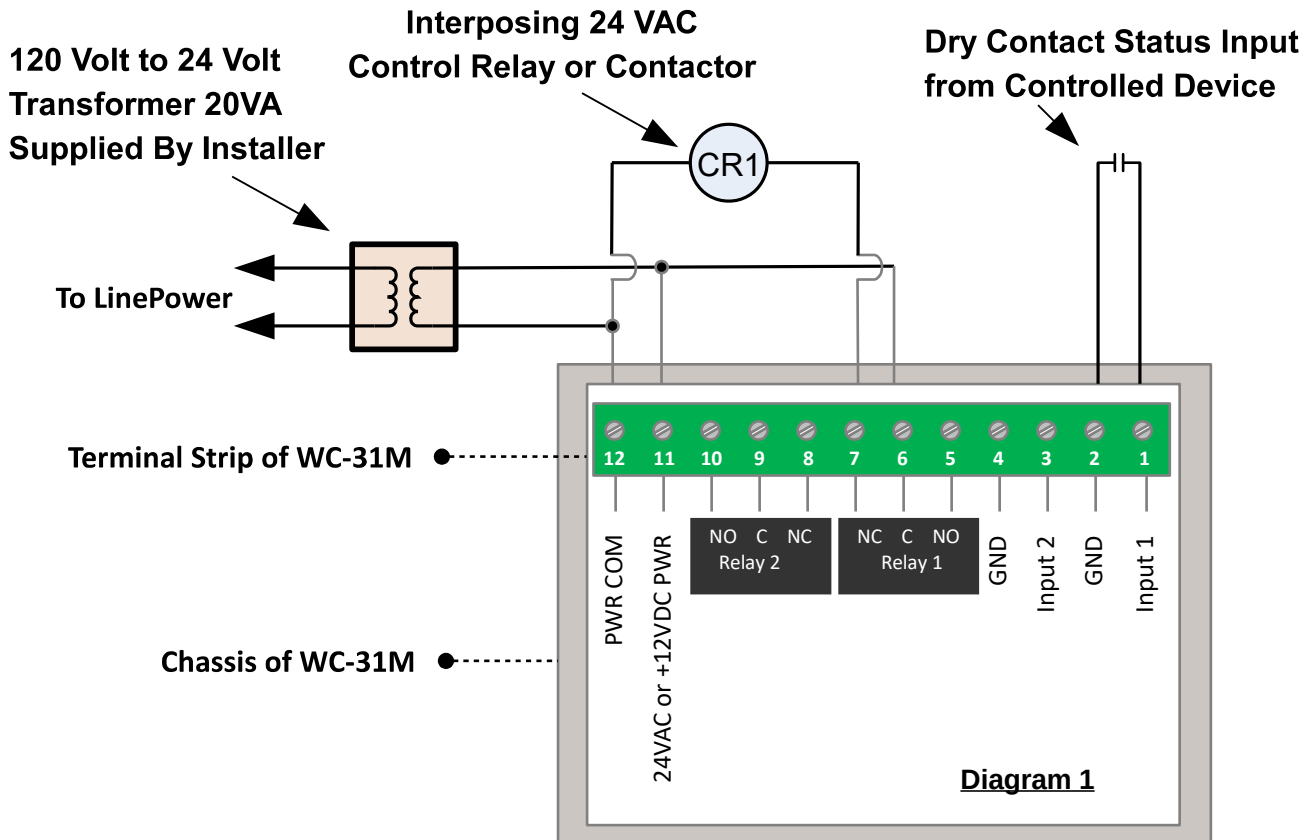 Interposing 24 VAC
Control Relay or Contactor
120 Volt to 24 Volt
Transformer 20VA
Supplied By Installer
Dry Contact Status Input
from Controlled Device
CR1
To LinePower
Terminal Strip of WC-31M
12 11 10 9 8 7 6 5 4 3 2 1
PWR COM
24VAC or +12VDC PWR
NO C NC
Relay 2
NC C NO
Relay 1
GND
Input 2
GND
Input 1
Chassis of WC-31M
Diagram 1